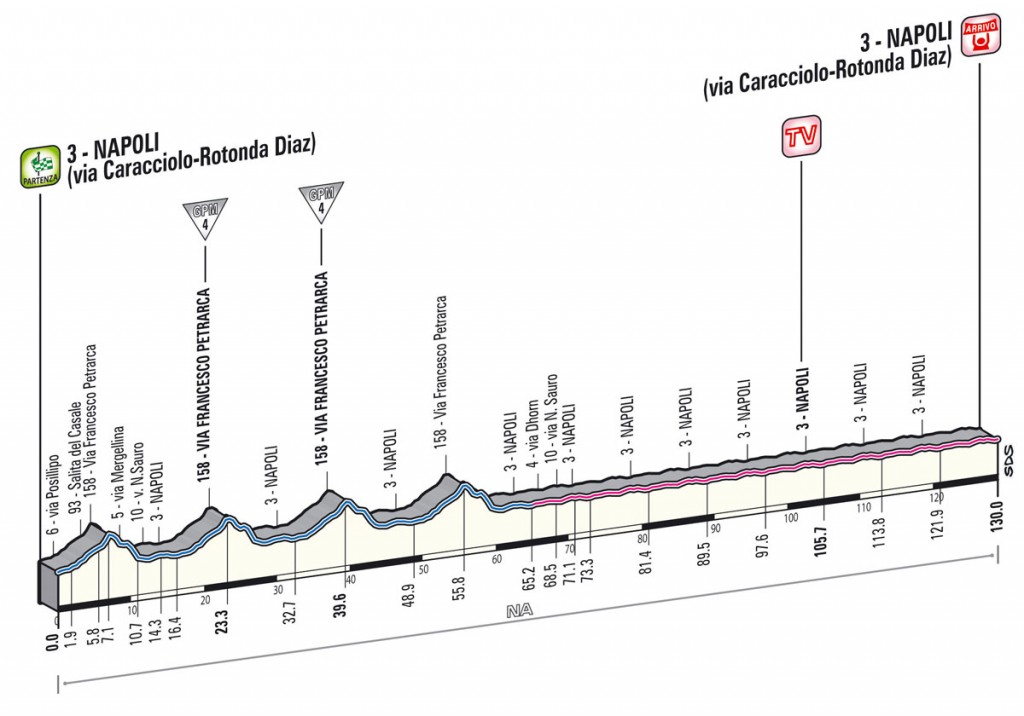 3 - NAPOLI
(via Caracciolo-Rotonda Diaz)
ARRIVO
TV
PARTENZA
3 - NAPOLI
(via Caracciolo-Rotonda Diaz)
GPM
4
GPM
4
6 - via Posilipo
93 - Salita del Casale
158 - Via Francesco Petrarca
5 - via Mergellina
10 - v. N.Sauro
3 - NAPOLI
158 - VIA FRANCESCO PETRARCA
3 - NAPOLI
158 - VIA FRANCESCO PETRARCA
3 - NAPOLI
158 - Via Francesco Petrarca
3 - NAPOLI
4 - via Dhorn
10 - via N. Sauro
3 - NAPOLI
3 - NAPOLI
3 - NAPOLI
3 - NAPOLI
3 - NAPOLI
3 - NAPOLI
3 - NAPOLI
SDS
0
10
20
30
40
50
60
70
80
90
100
110
120
0.0
1.9
5.8
7.1
10.7
14.3
16.4
23.3
32.7
39.6
48.9
55.8
65.2
68.5
71.1
73.3
81.4
89.5
97.6
105.7
113.8
121.9
130.0
NA